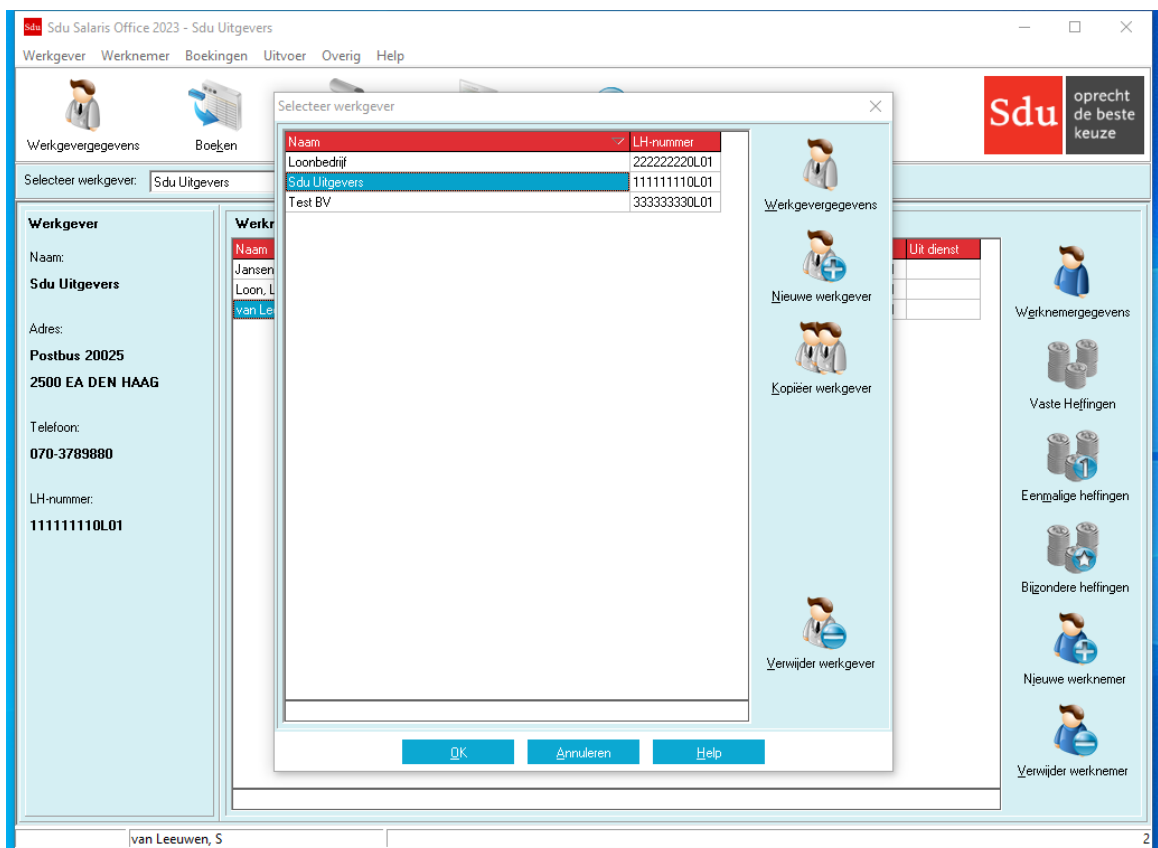 Sdu Sdu Salaris Office 2023 - Sdu Uitgevers
Werkgever Werknemer Boekingen Uitvoer Overig Help
Werkgevergegevens
Boeken
Sdu
oprecht
de beste
keuze
Selecteer werkgever: Sdu Uitgevers
Werkgever
Naam:
Sdu Uitgevers
Adres:
Postbus 20025
2500 EA DEN HAAG
Telefoon:
070-3789880
LH-nummer:
111111110L01
Werkr
Naam
Jansen
Loon, L
van Lee
Uit dienst
Selecteer werkgever
Naam LH-nummer
Loonbedrijf 222222220L01
Sdu Uitgevers 111111110L01
Test BV 333333330L01
Werkgevergegevens
Nieuwe werkgever
Kopiëer werkgever
Verwijder werkgever
OK Annuleren Help
Werknemergegevens
Vaste Heffingen
Eenmalige heffingen
Bijzondere heffingen
Nieuwe werknemer
Verwijder werknemer
van Leeuwen, S
2